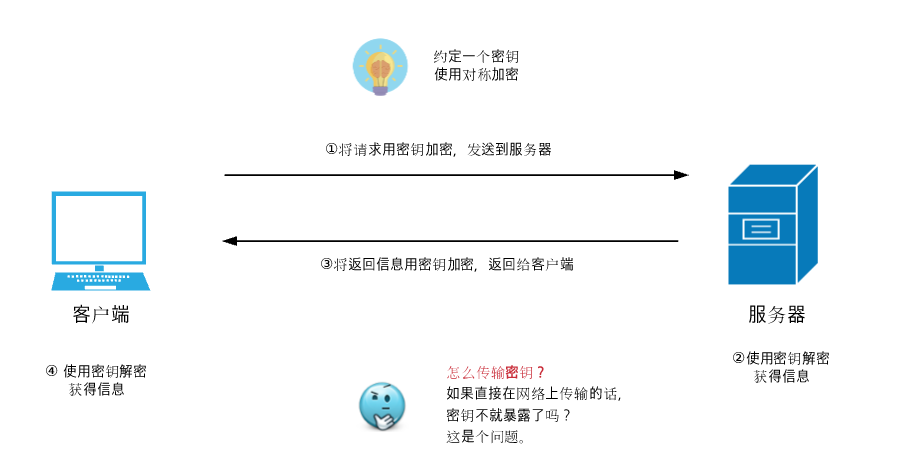 约定一个密钥
使用对称加密
①将请求用密钥加密，发送到服务器
③将返回信息用密钥加密，返回给客户端
客户端
服务器
④ 使用密钥解密
获得信息
②使用密钥解密
获得信息
怎么传输密钥？
如果直接在网络上传输的话，
密钥不就暴露了吗？
这是个问题。